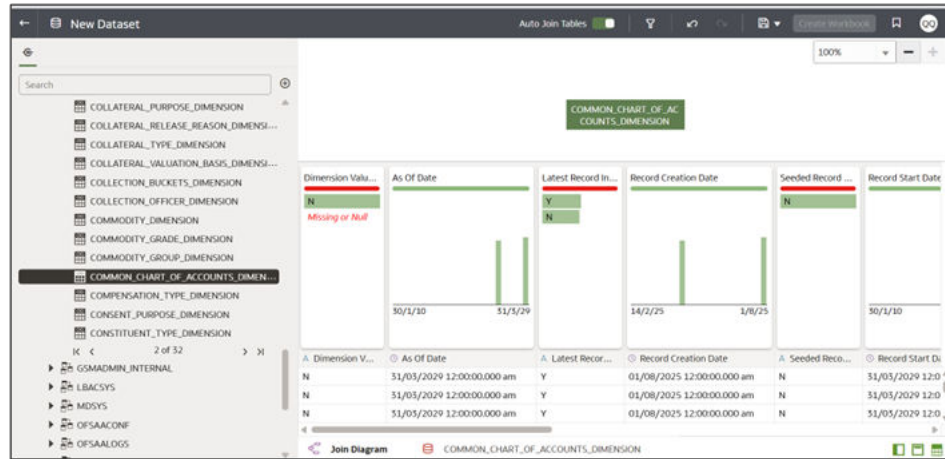 New Dataset
Auto Join Tables
Create Workbook
QQ
100%
Search
COLLATERAL_PURPOSE_DIMENSION
COLLATERAL_RELEASE_REASON_DIMENSI...
COLLATERAL_TYPE_DIMENSION
COLLATERAL_VALUATION_BASIS_DIMENSI...
COLLECTION_BUCKETS_DIMENSION
COLLECTION_OFFICER_DIMENSION
COMMODITY_DIMENSION
COMMODITY_GRADE_DIMENSION
COMMODITY_GROUP_DIMENSION
COMMON_CHART_OF_ACCOUNTS_DIMEN...
COMPENSATION_TYPE_DIMENSION
CONSENT_PURPOSE_DIMENSION
CONSTITUENT_TYPE_DIMENSION
2 of 32
GSMADMIN_INTERNAL
LBACSYS
MDSYS
OFSAACONF
OFSAALOGS
COMMON_CHART_OF_AC
COUNTS_DIMENSION
Dimension Valu... As Of Date Latest Record In... Record Creation Date Seeded Record ... Record Start Date
N Y N
Missing or Null N
30/1/10 31/3/29 14/2/25 1/8/25 30/1/10
A Dimension V... As Of Date A Latest Recor... Record Creation Date A Seeded Reco... Record Start Da
N 31/03/2029 12:00:00.000 am Y 01/08/2025 12:00:00.000 am N 31/03/2029 12:0
N 31/03/2029 12:00:00.000 am Y 01/08/2025 12:00:00.000 am N 31/03/2029 12:0
N 31/03/2029 12:00:00.000 am Y 01/08/2025 12:00:00.000 am N 31/03/2029 12:0
Join Diagram COMMON_CHART_OF_ACCOUNTS_DIMENSION